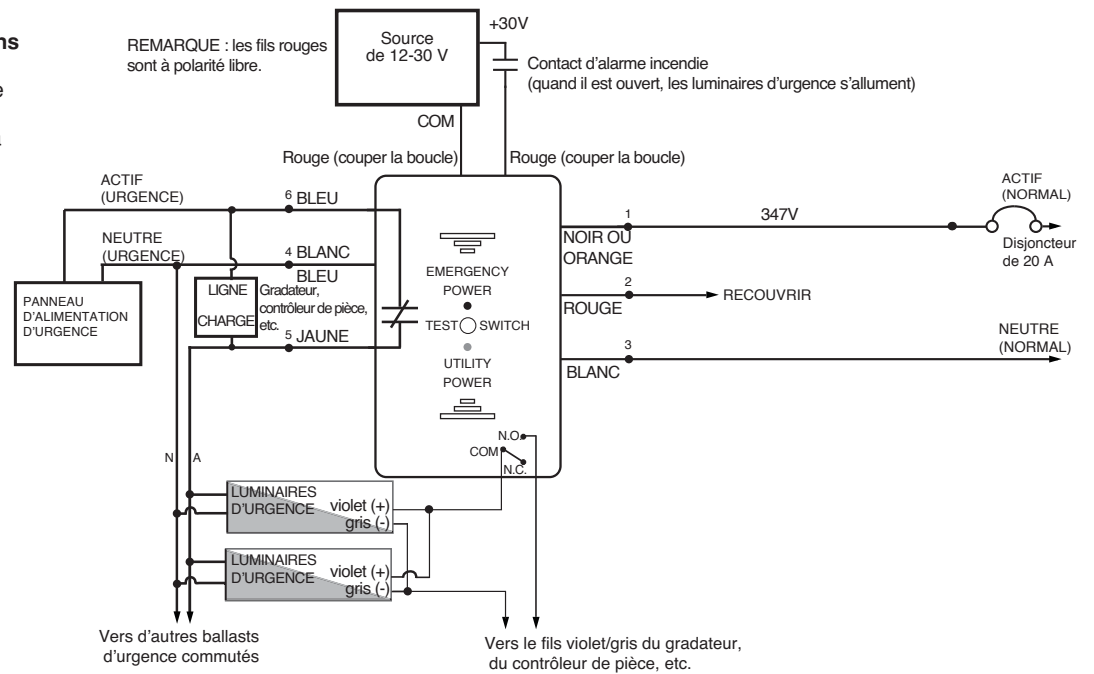 ns
e
+30V
Source
de 12-30 V
REMARQUE : les fils rouges
sont à polarité libre.
Contact d'alarme incendie
(quand il est ouvert, les luminaires d'urgence s'allument)
COM
Rouge (couper la boucle)
Rouge (couper la boucle)
ACTIF
(URGENCE)
6 BLEU
NEUTRE
(URGENCE)
4 BLANC
BLEU
PANNEAU
D'ALIMENTATION
D'URGENCE
LIGNE
CHARGE
Gradateur,
contrôleur de pièce,
etc.
5 JAUNE
EMERGENCY
POWER
TEST SWITCH
UTILITY
POWER
N.O.
COM
N.C.
1
347V
NOIR OU
ORANGE
ACTIF
(NORMAL)
Disjoncteur
de 20 A
2
ROUGE
RECOUVRIR
3
BLANC
NEUTRE
(NORMAL)
N A
LUMINAIRES
D'URGENCE
violet (+)
gris (-)
LUMINAIRES
D'URGENCE
violet (+)
gris (-)
Vers d'autres ballasts
d'urgence commutés
Vers le fils violet/gris du gradateur,
du contrôleur de pièce, etc.